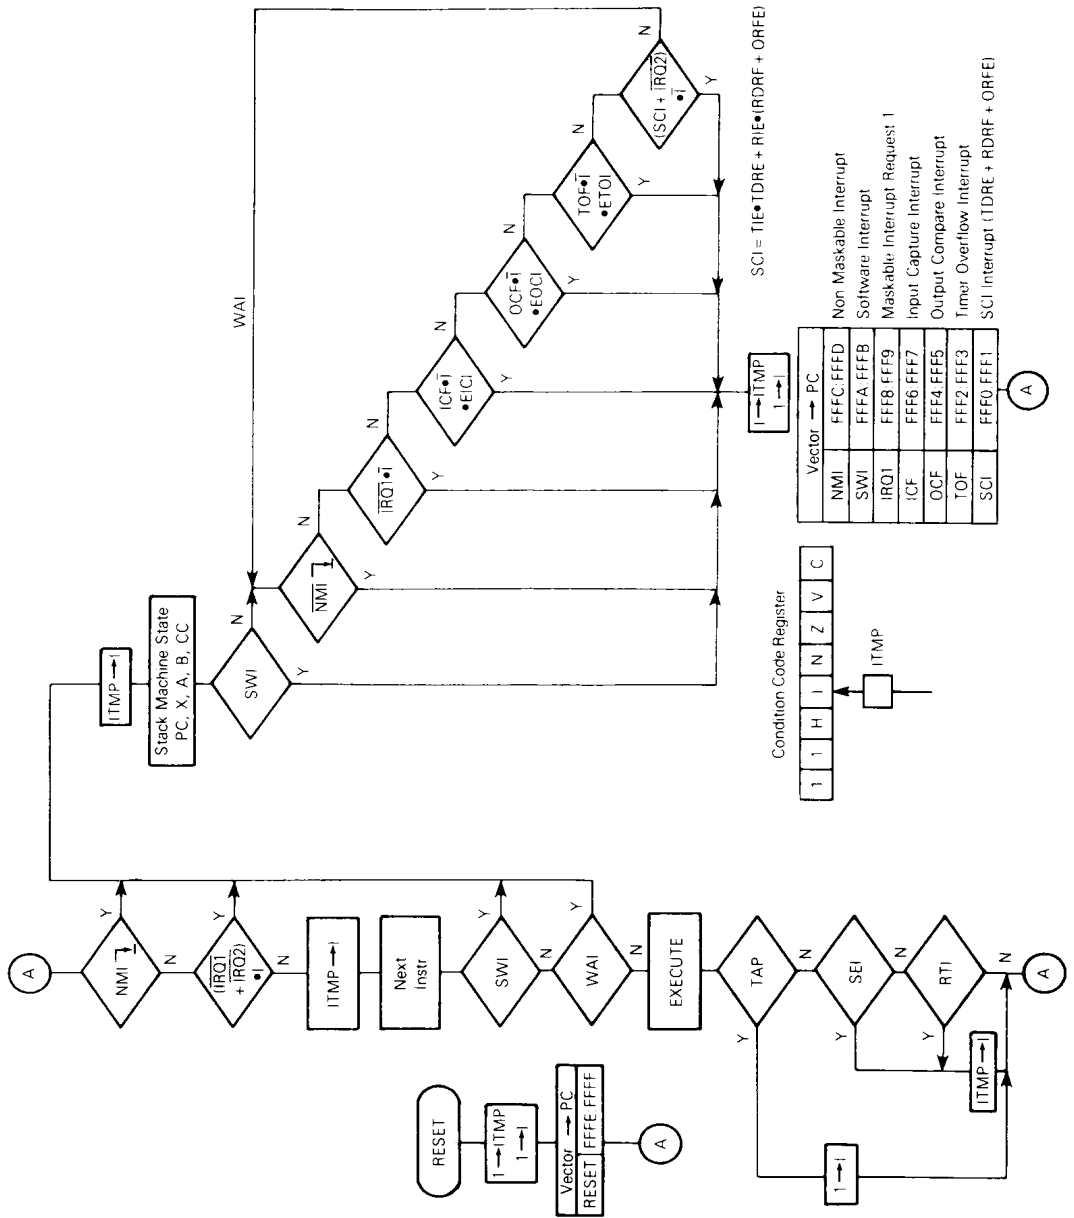 RESET
1→ITMP
1→I
Vector → PC
RESET FFFE:FFFF
A
A
NMI
Y
N
(IRQ1
+ IRQ2)
•I
Y
N
ITMP→I
Next
Instr
SWI
Y
N
WAI
Y
N
EXECUTE
TAP
Y
N
SEI
Y
N
RTI
Y
N
ITMP→I
1→I
A
ITMP→I
Stack Machine State
PC, X, A, B, CC
SWI
N
Y
WAI
NMI
N
Y
IRQ1•I
N
Y
ICF•I
•EICI
N
Y
OCF•I
•EOCI
N
Y
TOF•I
•ETOI
N
Y
(SCI + IRQ2)
•I
N
Y
I→ITMP
1→I
SCI = TIE•TDRE + RIE•(RDRF + ORFE)
Vector → PC
NMI FFFC:FFFD Non Maskable Interrupt
SWI FFFA:FFFB Software Interrupt
IRQ1 FFF8:FFF9 Maskable Interrupt Request 1
ICF FFF6:FFF7 Input Capture Interrupt
OCF FFF4:FFF5 Output Compare Interrupt
TOF FFF2:FFF3 Timer Overflow Interrupt
SCI FFF0:FFF1 SCI Interrupt (TDRE + RDRF + ORFE)
A
Condition Code Register
1 1 H I N Z V C
ITMP